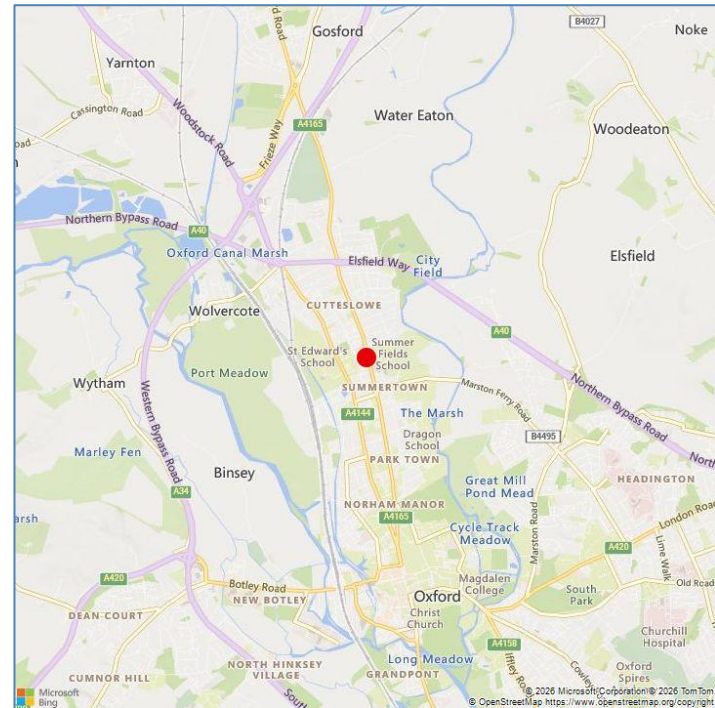 Gosford
B4027
Noke
Yarnton
Road
Cassington Road
Water Eaton
Woodstock Road
A4165
Frieze Way
Woodeaton
Northern Bypass Road
A40
Oxford Canal Marsh
Elsfield Way
City
Field
Elsfield
Wolvercote
CUTTESLOWE
A40
St Edward's
School
Summer
Fields
School
Port Meadow
Wytham
SUMMERTOWN
Marston Ferry Road
Northern Bypass Road
Western Bypass Road
A4144
The Marsh
B4495
North
Marley Fen
Dragon
School
PARK TOWN
Binsey
Great Mill
Pond Mead
HEADINGTON
A34
NORHAM MANOR
A4165
Cycle Track
Meadow
Marston Road
London Road
arsh
A420
Lime Walk
A420
Botley Road
NEW BOTLEY
Oxford
Magdalen
College
South
Park
Old Road
DEAN-COURT
Christ
Church
Churchill
Hospital
A4158
Iffley Road
Cowley
Oxford
Spires
CUMNOR HILL
NORTH HINKSEY
VILLAGE
Long Meadow
GRANDPONT
South
Microsoft
Bing
© 2026 Microsoft Corporation © 2026 TomTom
© OpenStreetMap https://www.openstreetmap.org/copyright